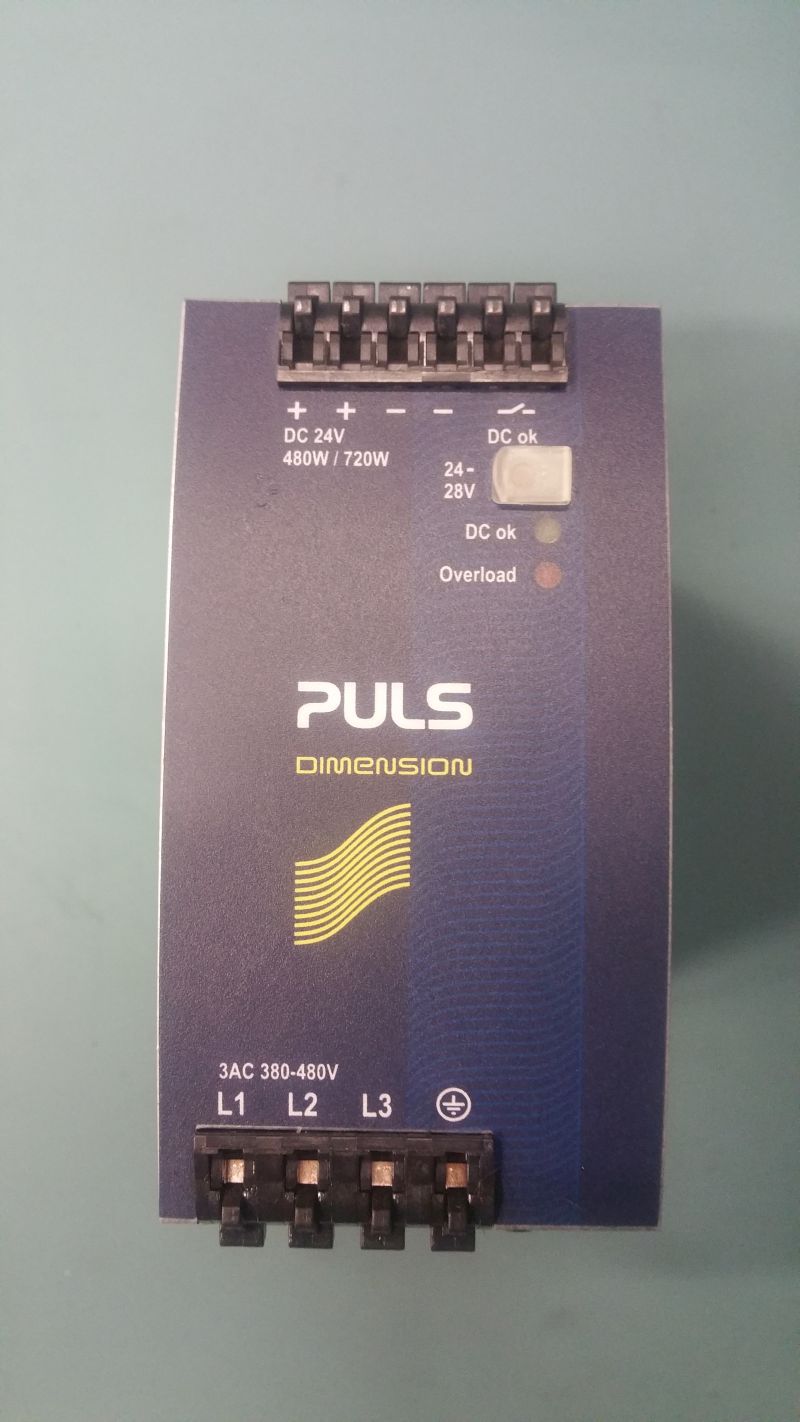 + + − −
DC 24V
480W / 720W
DC ok
24-
28V
DC ok
Overload
PULS
DIMENSION
3AC 380-480V
L1 L2 L3